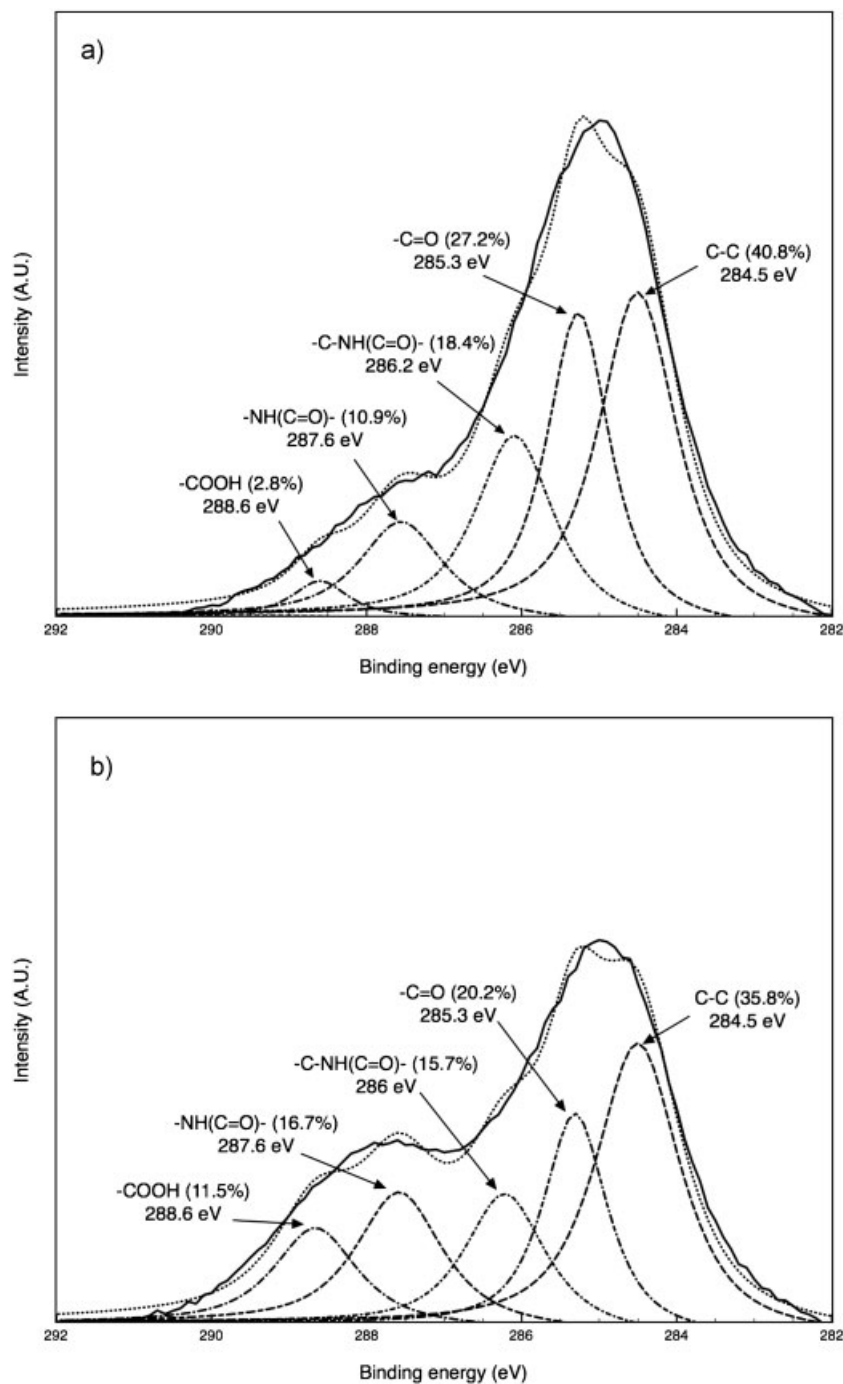 a)
-C=O (27.2%)
285.3 eV
C-C (40.8%)
284.5 eV
-C-NH(C=O)- (18.4%)
286.2 eV
-NH(C=O)- (10.9%)
287.6 eV
-COOH (2.8%)
288.6 eV
Intensity (A.U.)
292 290 288 286 284 282
Binding energy (eV)
b)
-C=O (20.2%)
285.3 eV
C-C (35.8%)
284.5 eV
-C-NH(C=O)- (15.7%)
286 eV
-NH(C=O)- (16.7%)
287.6 eV
-COOH (11.5%)
288.6 eV
Intensity (A.U.)
292 290 288 286 284 282
Binding energy (eV)